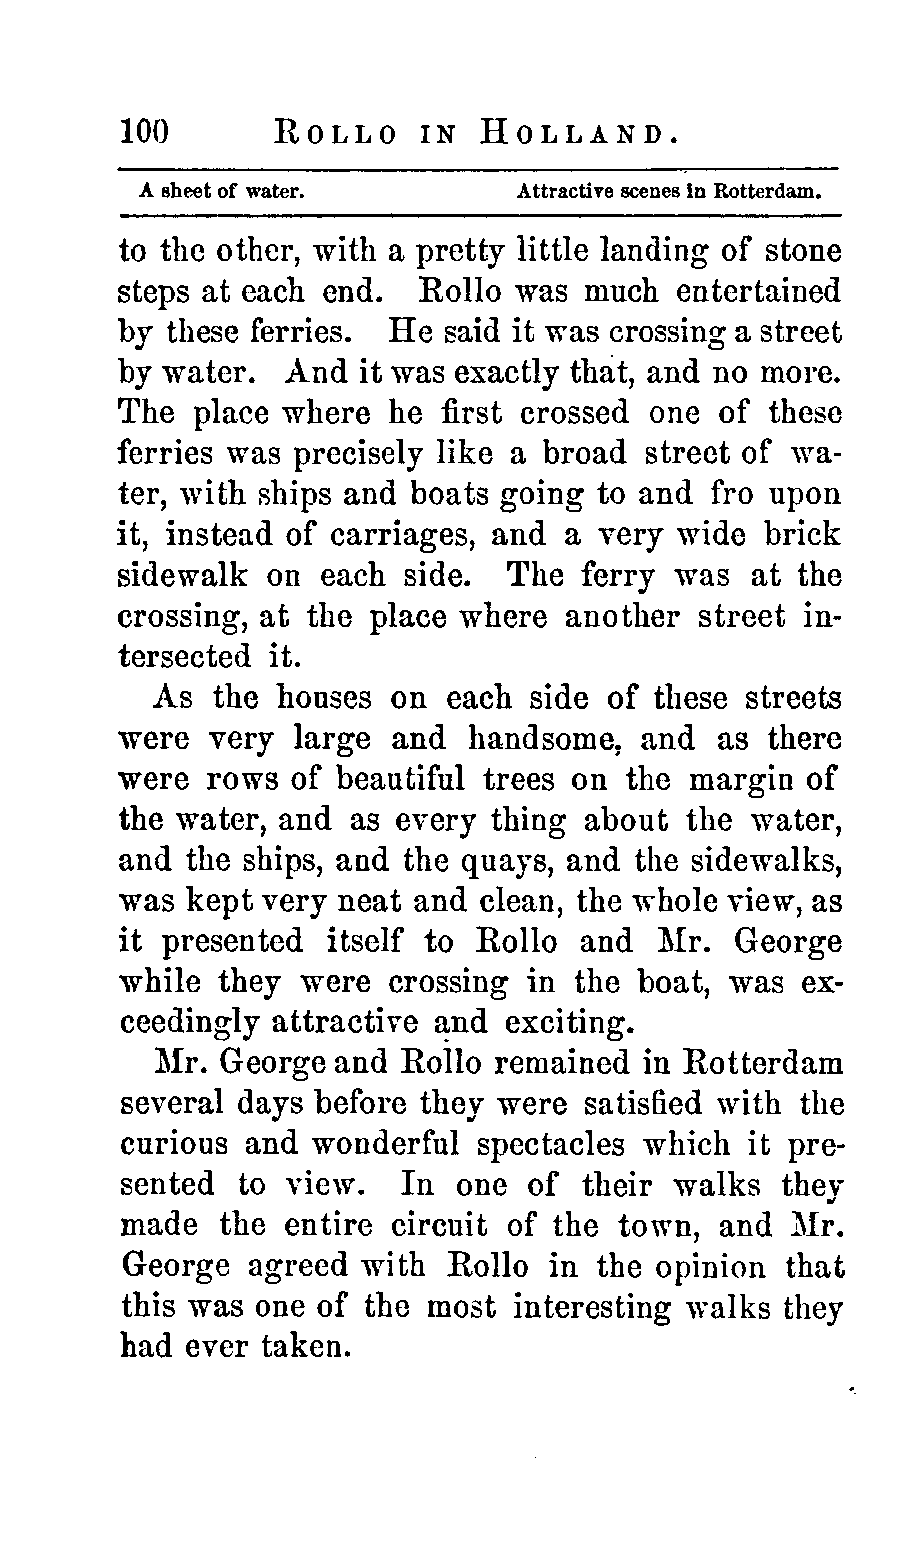 100 ROLLO IN HOLLAND.
A sheet of water. Attractive scenes in Rotterdam.
to the other, with a pretty little landing of stone
steps at each end. Rollo was much entertained
by these ferries. He said it was crossing a street
by water. And it was exactly that, and no more.
The place where he first crossed one of these
ferries was precisely like a broad street of wa-
ter, with ships and boats going to and fro upon
it, instead of carriages, and a very wide brick
sidewalk on each side. The ferry was at the
crossing, at the place where another street in-
tersected it.
As the houses on each side of these streets
were very large and handsome, and as there
were rows of beautiful trees on the margin of
the water, and as every thing about the water,
and the ships, and the quays, and the sidewalks,
was kept very neat and clean, the whole view, as
it presented itself to Rollo and Mr. George
while they were crossing in the boat, was ex-
ceedingly attractive and exciting.
Mr. George and Rollo remained in Rotterdam
several days before they were satisfied with the
curious and wonderful spectacles which it pre-
sented to view. In one of their walks they
made the entire circuit of the town, and Mr.
George agreed with Rollo in the opinion that
this was one of the most interesting walks they
had ever taken.